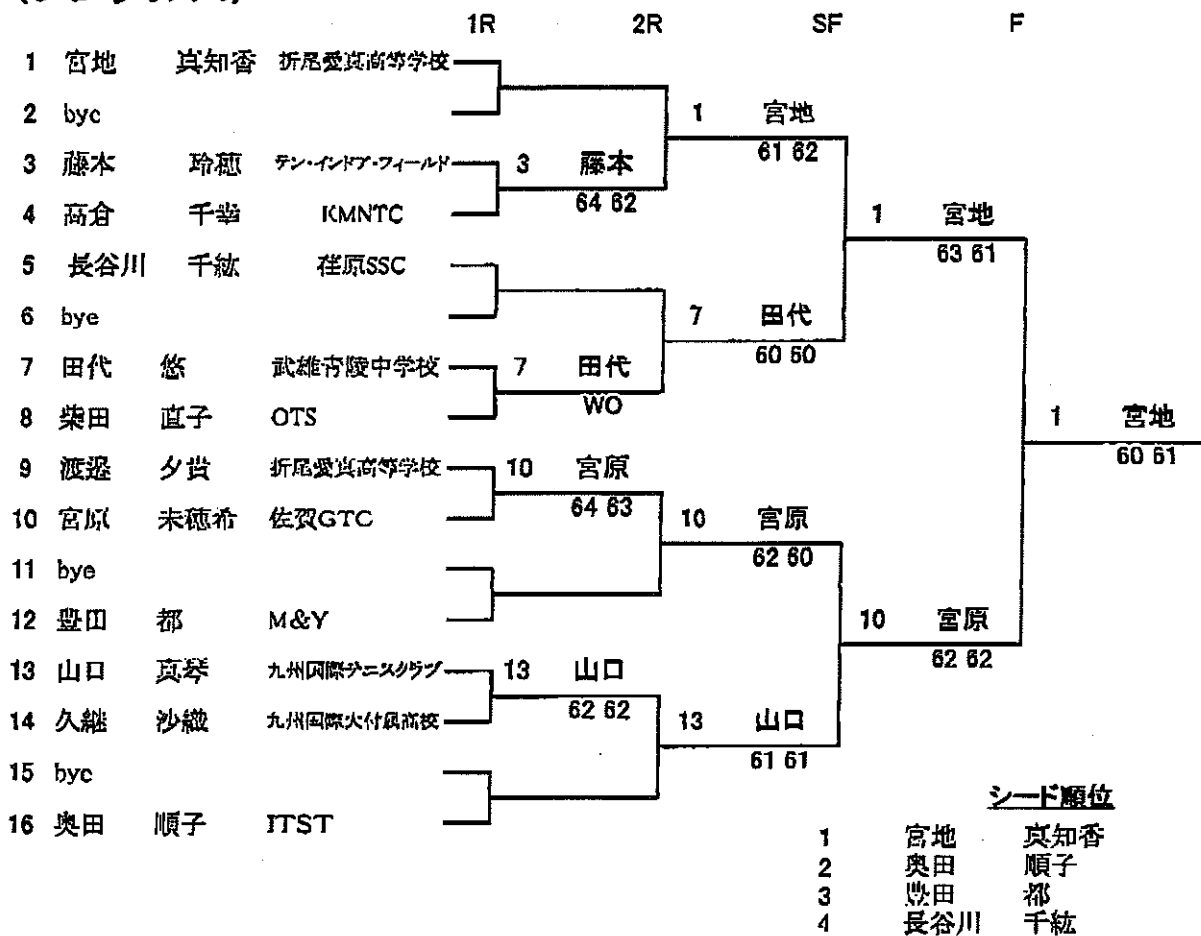 1R 2R SF F
1 宮地 真知香 折尾愛真高等学校
2 bye
1 宮地
61 62
3 藤本 玲穂 テン・インドア・フィールド 3 藤本
64 62
4 高倉 千幸 KMNTC
1 宮地
63 61
5 長谷川 千紘 荏原SSC
6 bye
7 田代
60 60
7 田代 悠 武雄青陵中学校 7 田代
WO
8 柴田 直子 OTS
1 宮地
60 61
9 渡邉 夕貴 折尾愛真高等学校 10 宮原
64 63
10 宮原 未穂希 佐賀GTC
10 宮原
62 60
11 bye
12 豊田 都 M&Y
10 宮原
62 62
13 山口 真琴 九州国際テニスクラブ 13 山口
62 62
14 久継 沙織 九州国際大付属高校
13 山口
61 61
15 bye
16 奥田 順子 ITST
シード順位
1 宮地 真知香
2 奥田 順子
3 豊田 都
4 長谷川 千紘